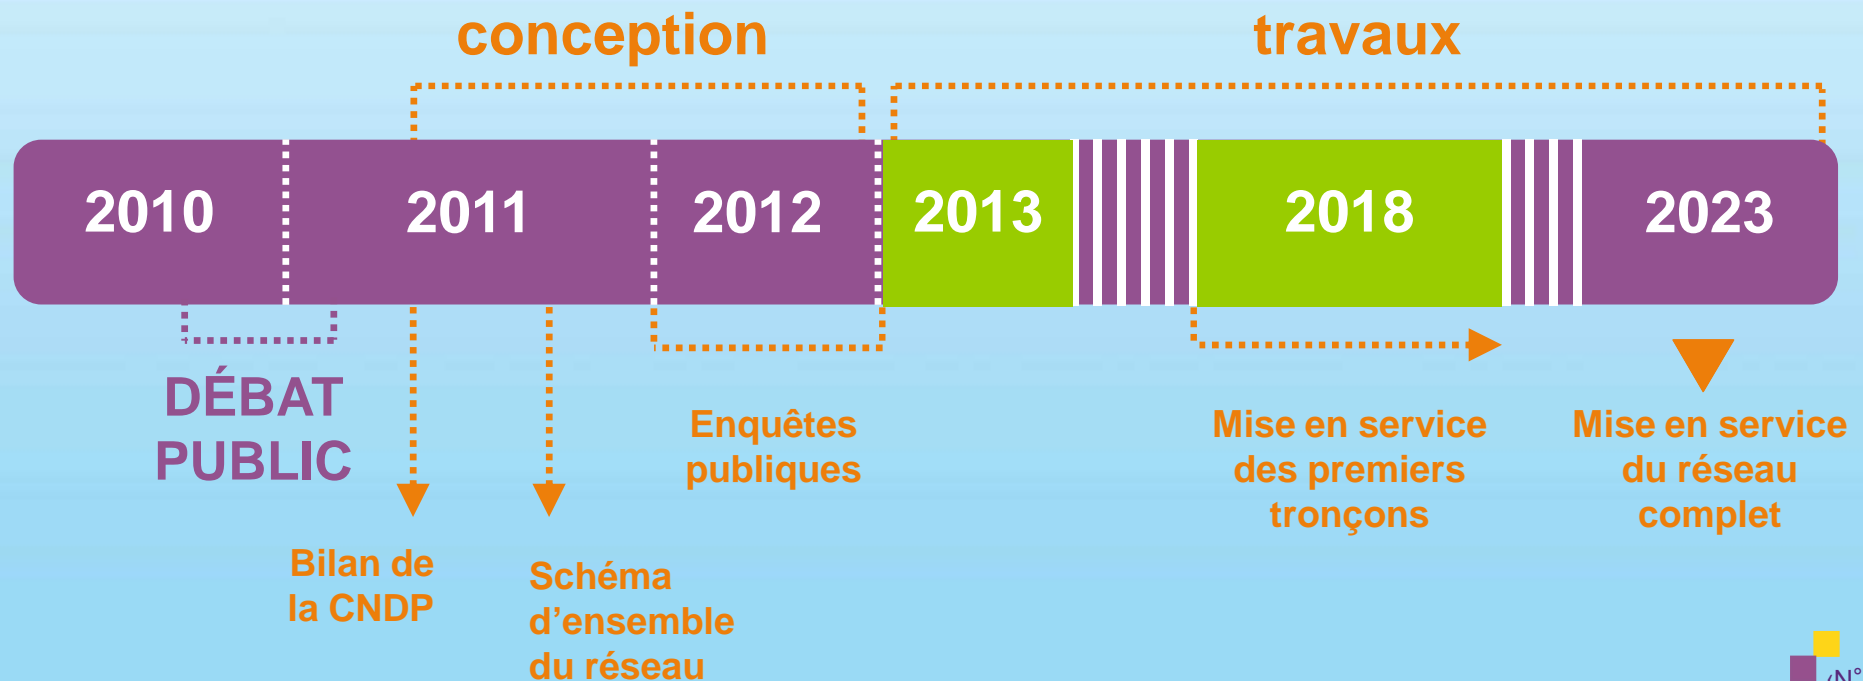 conception
travaux
2010
2011
2012
2013
2018
2023
DÉBAT
PUBLIC
Bilan de
la CNDP
Schéma
d’ensemble
du réseau
Enquêtes
publiques
Mise en service
des premiers
tronçons
Mise en service
du réseau
complet
‹N°